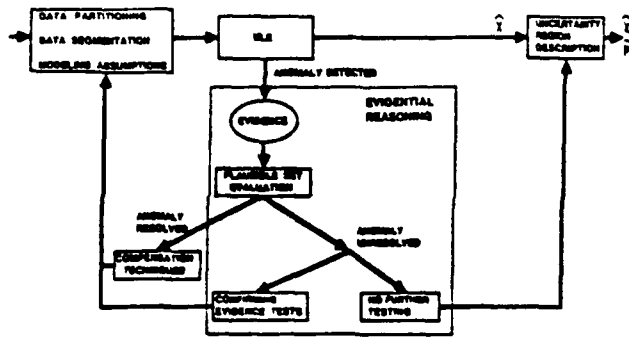 DATA PARTITIONING
DATA SEGMENTATION
MODELING ASSUMPTIONS
MLE
X̂
UNCERTAINTY
REGION
DESCRIPTION
ANOMALY DETECTED
EVIDENTIAL
REASONING
EVIDENCE
PLAUSIBLE SET
EVALUATION
ANOMALY
RESOLVED
ANOMALY
UNRESOLVED
COMPENSATION
TECHNIQUES
CONFIRMING
EVIDENCE TESTS
NO FURTHER
TESTING